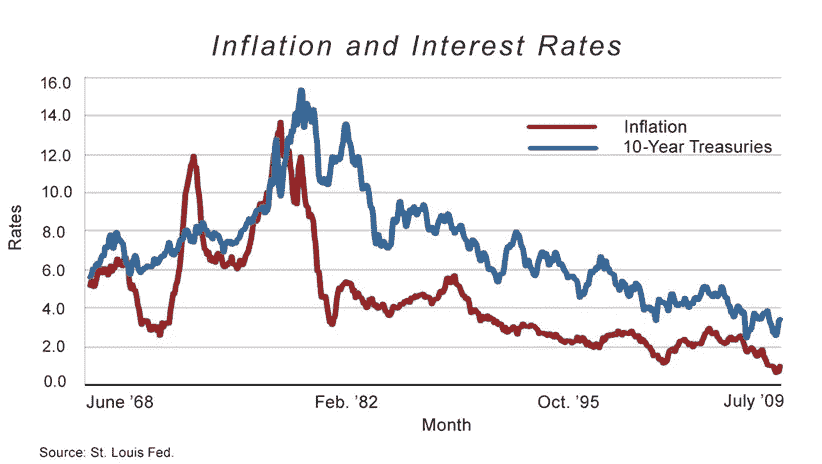 Inflation and Interest Rates
16.0
14.0
12.0
10.0
8.0
6.0
4.0
2.0
0.0
Rates
Inflation
10-Year Treasuries
June ’68
Feb. ’82
Oct. ’95
July ’09
Month
Source: St. Louis Fed.